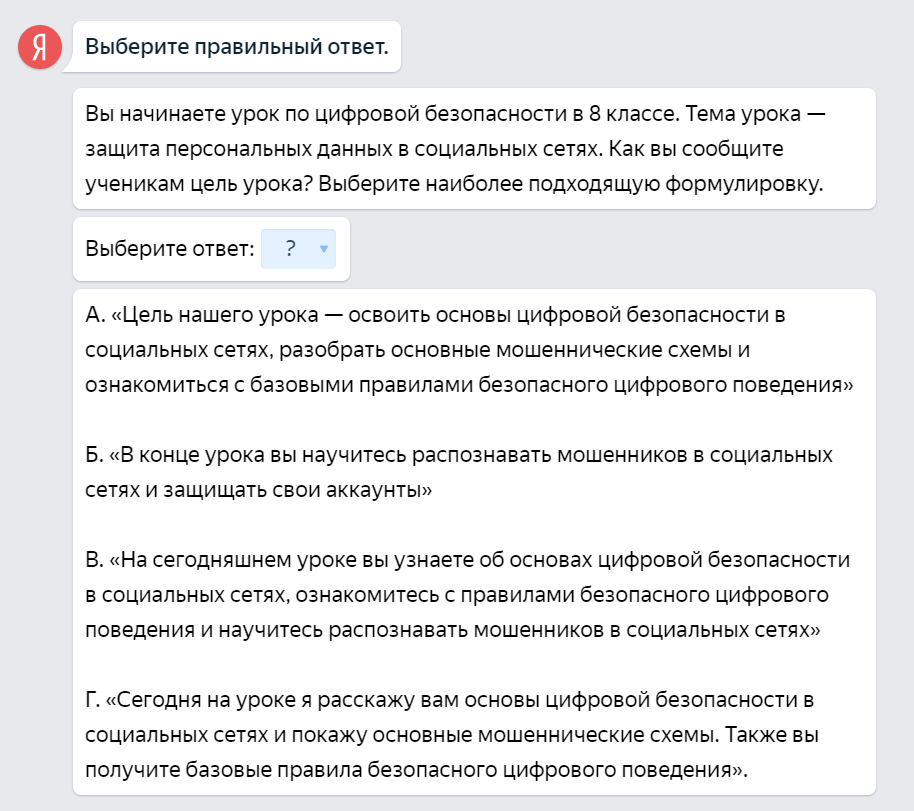 Я
Выберите правильный ответ.
Вы начинаете урок по цифровой безопасности в 8 классе. Тема урока —
защита персональных данных в социальных сетях. Как вы сообщите
ученикам цель урока? Выберите наиболее подходящую формулировку.
Выберите ответ: ?
А. «Цель нашего урока — освоить основы цифровой безопасности в
социальных сетях, разобрать основные мошеннические схемы и
ознакомиться с базовыми правилами безопасного цифрового поведения»
Б. «В конце урока вы научитесь распознавать мошенников в социальных
сетях и защищать свои аккаунты»
В. «На сегодняшнем уроке вы узнаете об основах цифровой безопасности
в социальных сетях, ознакомитесь с правилами безопасного цифрового
поведения и научитесь распознавать мошенников в социальных сетях»
Г. «Сегодня на уроке я расскажу вам основы цифровой безопасности в
социальных сетях и покажу основные мошеннические схемы. Также вы
получите базовые правила безопасного цифрового поведения».